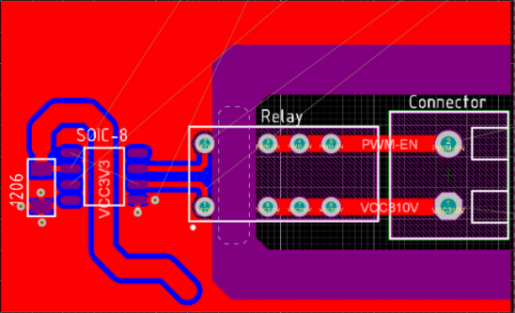 Connector
Relay
SOIC-8
PWM-EN
1206
VCC3V3
VCC810V